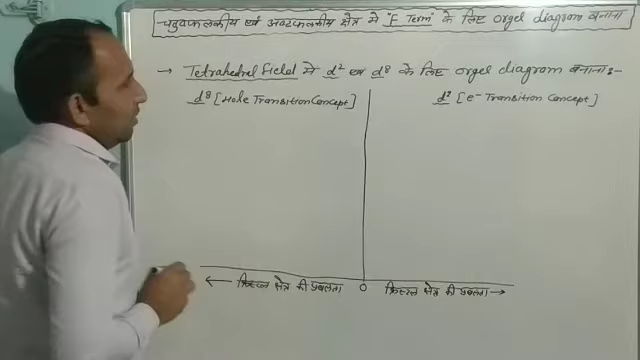 चतुष्फलकीय एवं अष्टफलकीय क्षेत्र में "F Term" के लिए orgel diagram बनाना
→ Tetrahedral Field में d² एवं d⁸ के लिए orgel diagram बनाना :-
d⁸ [Hole Transition Concept]
d² [e⁻ Transition Concept]
← क्रिस्टल क्षेत्र की प्रबलता
0
क्रिस्टल क्षेत्र की प्रबलता →